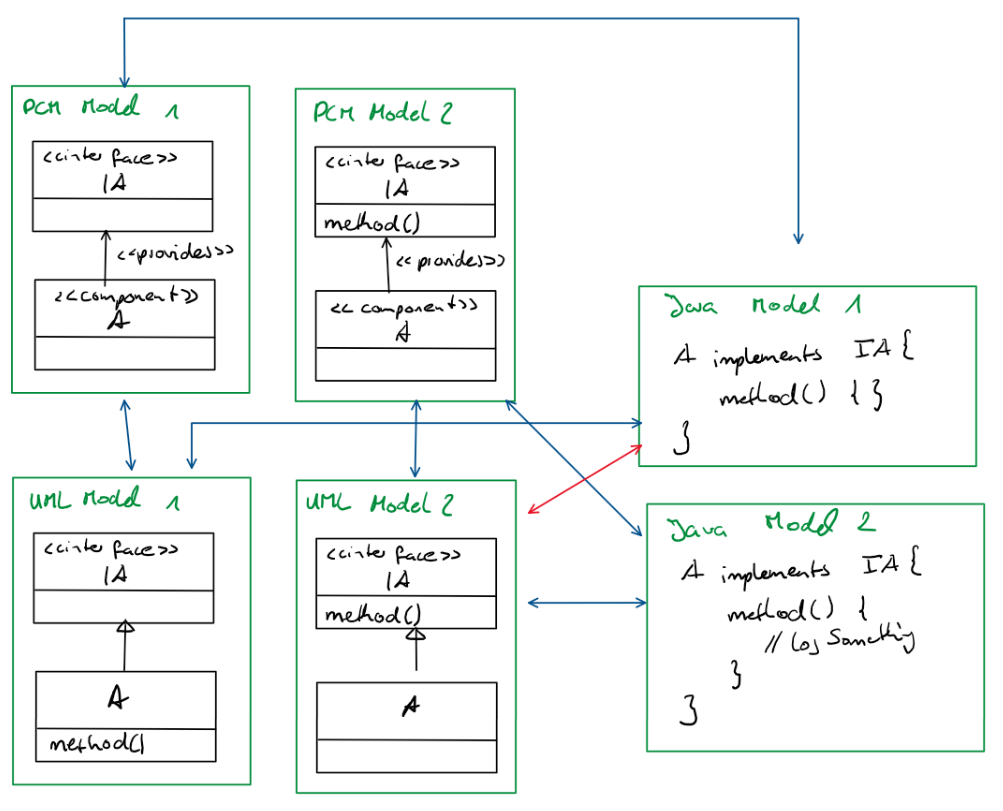 PCM Model 1
<<interface>>
IA
<<provides>>
<<component>>
A
PCM Model 2
<<interface>>
IA
method()
<<provides>>
<<component>>
A
Java Model 1
A implements IA {
method() { }
}
UML Model 1
<<interface>>
IA
A
method()
UML Model 2
<<interface>>
IA
method()
A
Java Model 2
A implements IA {
method() {
// Log Something
}
}